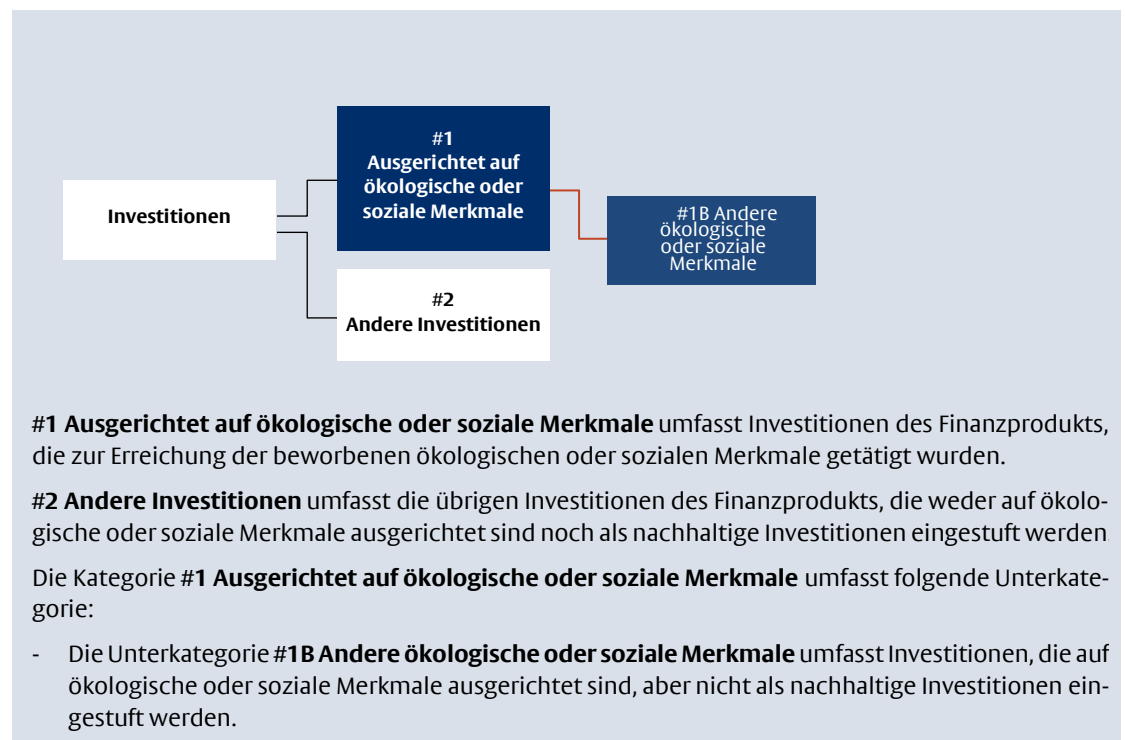 #1
Ausgerichtet auf
ökologische oder
soziale Merkmale
Investitionen
#1B Andere
ökologische
oder soziale
Merkmale
#2
Andere Investitionen
#1 Ausgerichtet auf ökologische oder soziale Merkmale umfasst Investitionen des Finanzprodukts,
die zur Erreichung der beworbenen ökologischen oder sozialen Merkmale getätigt wurden.
#2 Andere Investitionen umfasst die übrigen Investitionen des Finanzprodukts, die weder auf ökolo-
gische oder soziale Merkmale ausgerichtet sind noch als nachhaltige Investitionen eingestuft werden.
Die Kategorie #1 Ausgerichtet auf ökologische oder soziale Merkmale umfasst folgende Unterkate-
gorie:
- Die Unterkategorie #1B Andere ökologische oder soziale Merkmale umfasst Investitionen, die auf
ökologische oder soziale Merkmale ausgerichtet sind, aber nicht als nachhaltige Investitionen ein-
gestuft werden.